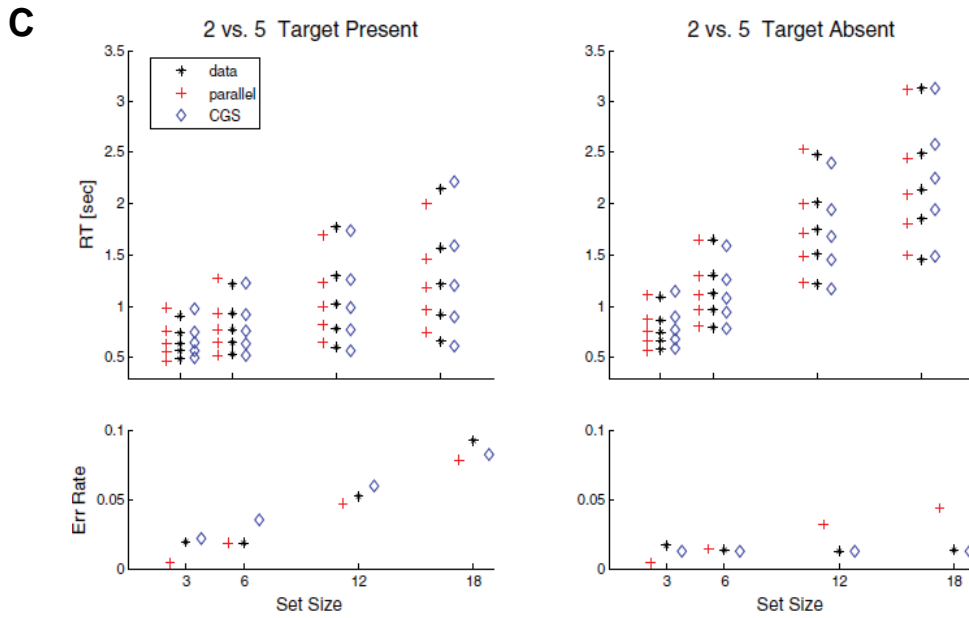 C
2 vs. 5 Target Present
3.5
3
2.5
2
1.5
1
0.5
RT [sec]
data
parallel
CGS
2 vs. 5 Target Absent
3.5
3
2.5
2
1.5
1
0.5
0.1
0.05
0
Err Rate
3 6 12 18
Set Size
0.1
0.05
0
3 6 12 18
Set Size